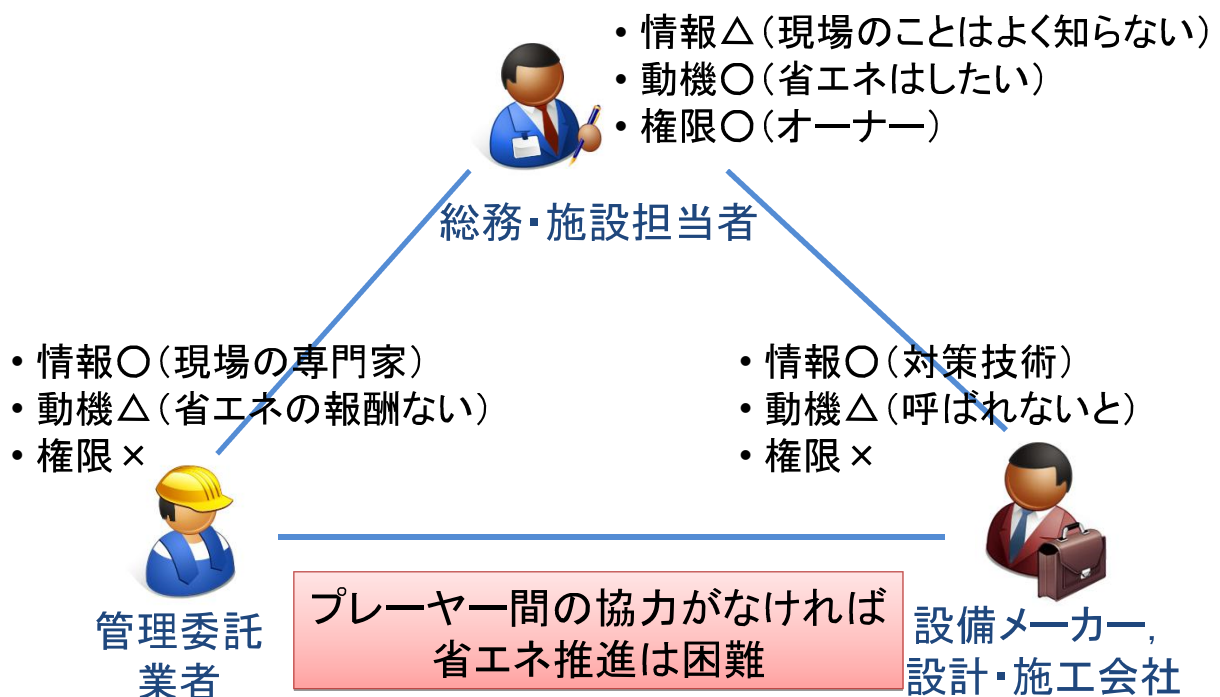 • 情報△(現場のことはよく知らない)
• 動機〇(省エネはしたい)
• 権限〇(オーナー)
総務・施設担当者
• 情報〇(現場の専門家)
• 動機△(省エネの報酬ない)
• 権限×
• 情報〇(対策技術)
• 動機△(呼ばれないと)
• 権限×
管理委託
業者
プレーヤー間の協力がなければ
省エネ推進は困難
設備メーカー,
設計・施工会社